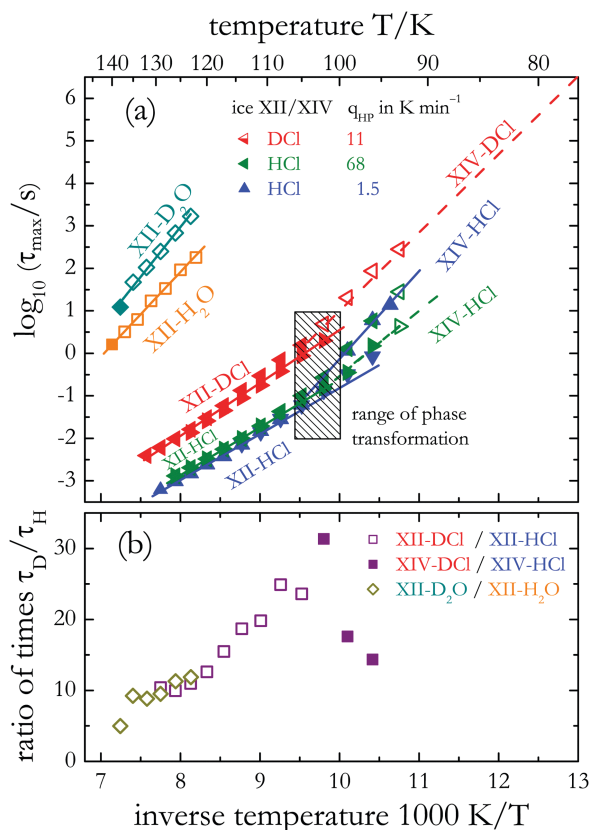 temperature T/K
140 130 120 110 100 90 80
(a)
ice XII/XIV q_HP in K min⁻¹
DCl 11
HCl 68
HCl 1.5
log₁₀ (τ_max/s)
6
5
4
3
2
1
0
-1
-2
-3
XII-D₂O
XII-H₂O
XII-DCl
XII-HCl
XII-HCl
XIV-DCl
XIV-HCl
XIV-HCl
range of phase
transformation
(b)
XII-DCl / XII-HCl
XIV-DCl / XIV-HCl
XII-D₂O / XII-H₂O
ratio of times τ_D/τ_H
30
20
10
0
7 8 9 10 11 12 13
inverse temperature 1000 K/T